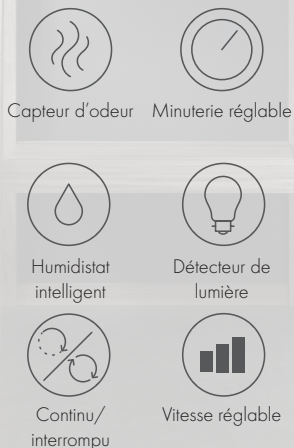 Capteur d’odeur
Minuterie réglable
Humidistat
intelligent
Détecteur de
lumière
Continu/
interrompu
Vitesse réglable